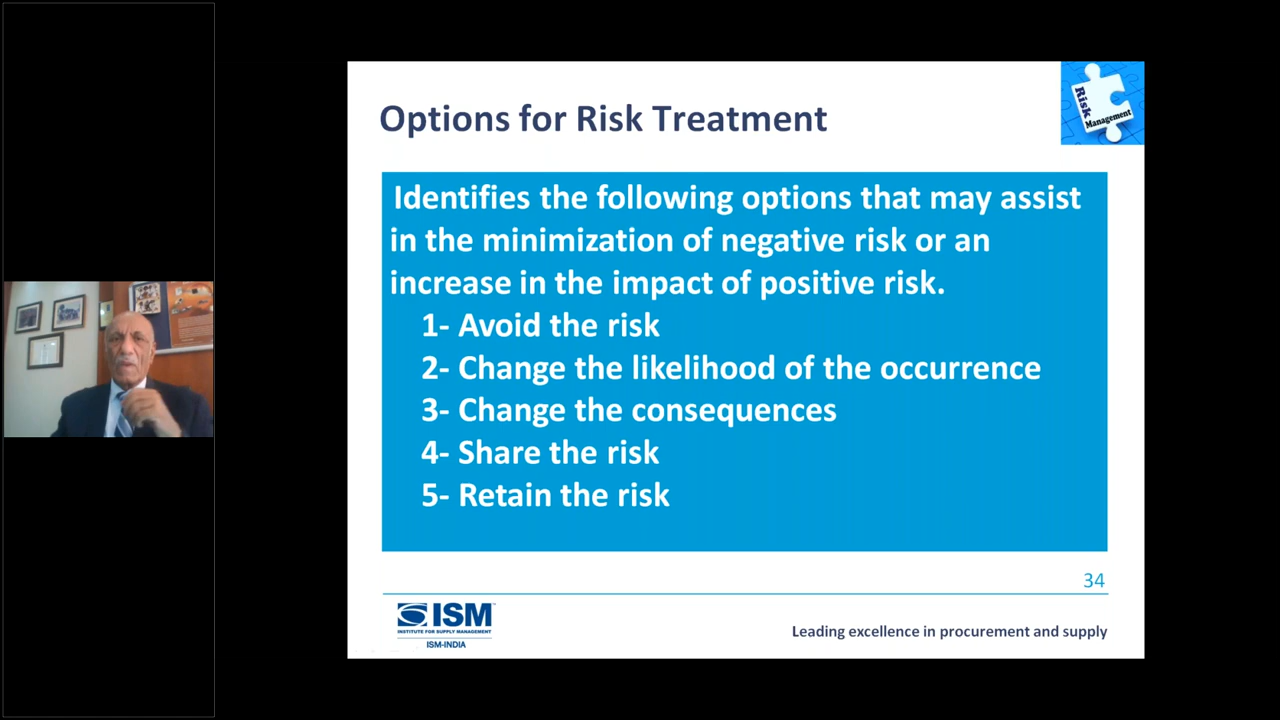 Options for Risk Treatment
Risk
Management
Identifies the following options that may assist
in the minimization of negative risk or an
increase in the impact of positive risk.
1- Avoid the risk
2- Change the likelihood of the occurrence
3- Change the consequences
4- Share the risk
5- Retain the risk
34
ISM
INSTITUTE FOR SUPPLY MANAGEMENT
ISM-INDIA
Leading excellence in procurement and supply